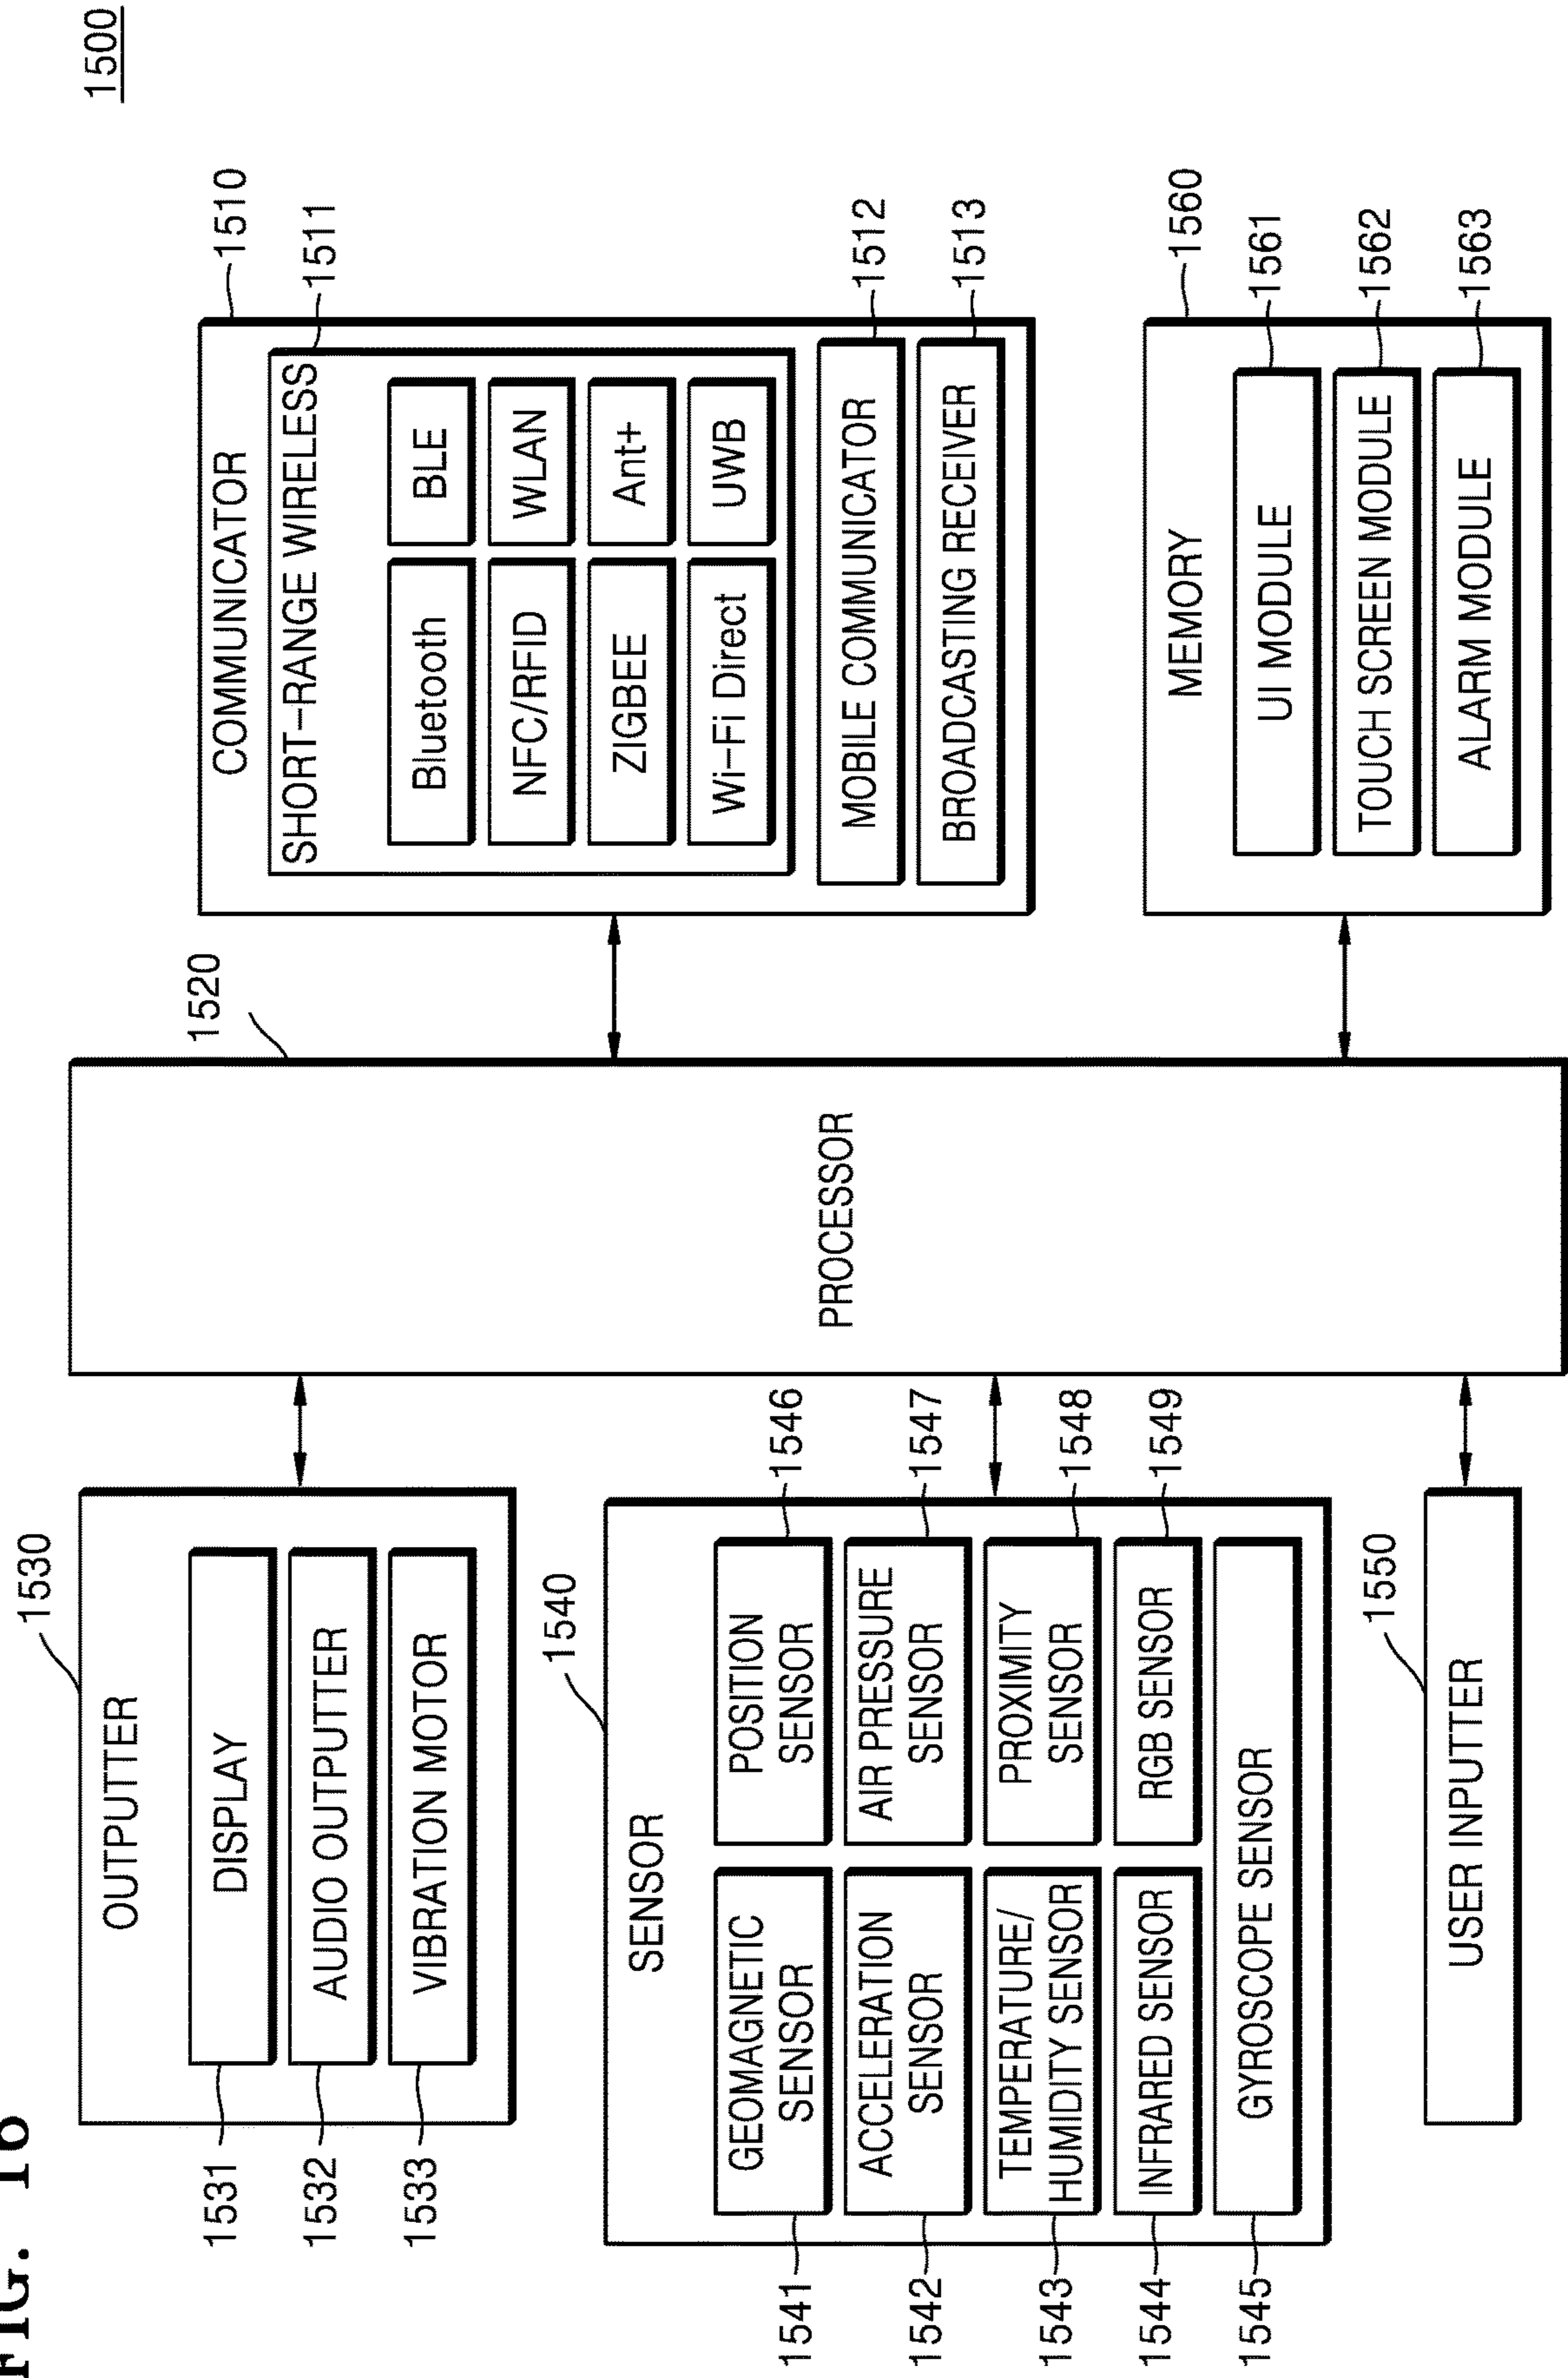 FIG. 16
1500
1530
OUTPUTTER
1531
DISPLAY
1532
AUDIO OUTPUTTER
1533
VIBRATION MOTOR
1540
SENSOR
1541
GEOMAGNETIC
SENSOR
POSITION
SENSOR
1546
1542
ACCELERATION
SENSOR
AIR PRESSURE
SENSOR
1547
1543
TEMPERATURE/
HUMIDITY SENSOR
PROXIMITY
SENSOR
1548
1544
INFRARED SENSOR
RGB SENSOR
1549
1545
GYROSCOPE SENSOR
1550
USER INPUTTER
1520
PROCESSOR
1510
COMMUNICATOR
SHORT-RANGE WIRELESS
1511
Bluetooth
BLE
NFC/RFID
WLAN
ZIGBEE
Ant+
Wi-Fi Direct
UWB
MOBILE COMMUNICATOR
1512
BROADCASTING RECEIVER
1513
MEMORY
1560
UI MODULE
1561
TOUCH SCREEN MODULE
1562
ALARM MODULE
1563